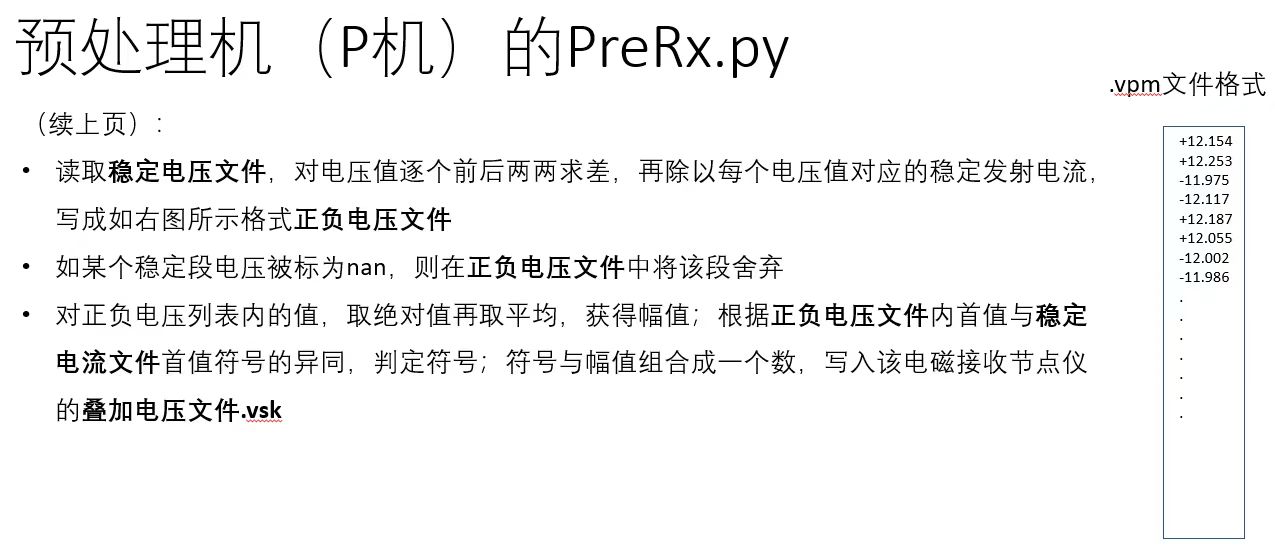 预处理机（P机）的PreRx.py
.vpm文件格式
（续上页）：
• 读取稳定电压文件，对电压值逐个前后两两求差，再除以每个电压值对应的稳定发射电流，
写成如右图所示格式正负电压文件
• 如某个稳定段电压被标为nan，则在正负电压文件中将该段舍弃
• 对正负电压列表内的值，取绝对值再取平均，获得幅值；根据正负电压文件内首值与稳定
电流文件首值符号的异同，判定符号；符号与幅值组合成一个数，写入该电磁接收节点仪
的叠加电压文件.vsk
+12.154
+12.253
-11.975
-12.117
+12.187
+12.055
-12.002
-11.986
.
.
.
.
.
.
.